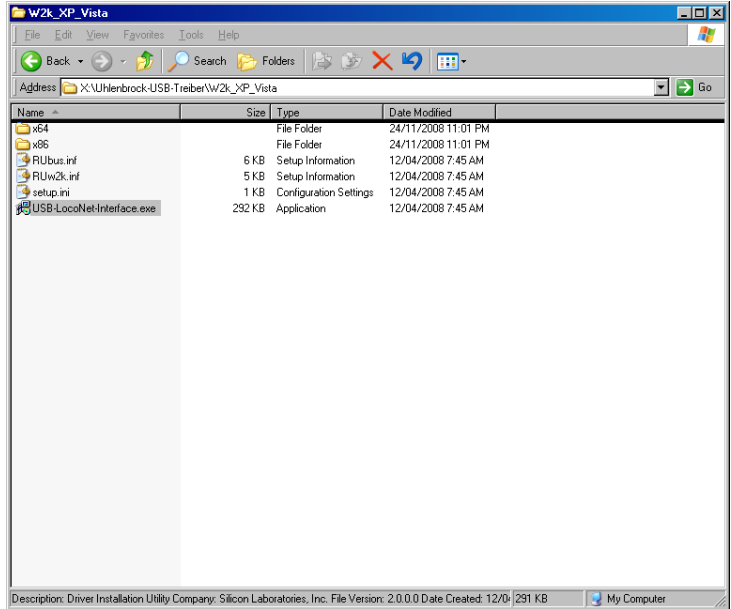 W2k_XP_Vista
File Edit View Favorites Tools Help
Back Search Folders
Address X:\Uhlenbrock-USB-Treiber\W2k_XP_Vista Go
Name Size Type Date Modified
x64 File Folder 24/11/2008 11:01 PM
x86 File Folder 24/11/2008 11:01 PM
RUbus.inf 6 KB Setup Information 12/04/2008 7:45 AM
RUw2k.inf 5 KB Setup Information 12/04/2008 7:45 AM
setup.ini 1 KB Configuration Settings 12/04/2008 7:45 AM
USB-LocoNet-Interface.exe 292 KB Application 12/04/2008 7:45 AM
Description: Driver Installation Utility Company: Silicon Laboratories, Inc. File Version: 2.0.0.0 Date Created: 12/04 291 KB My Computer